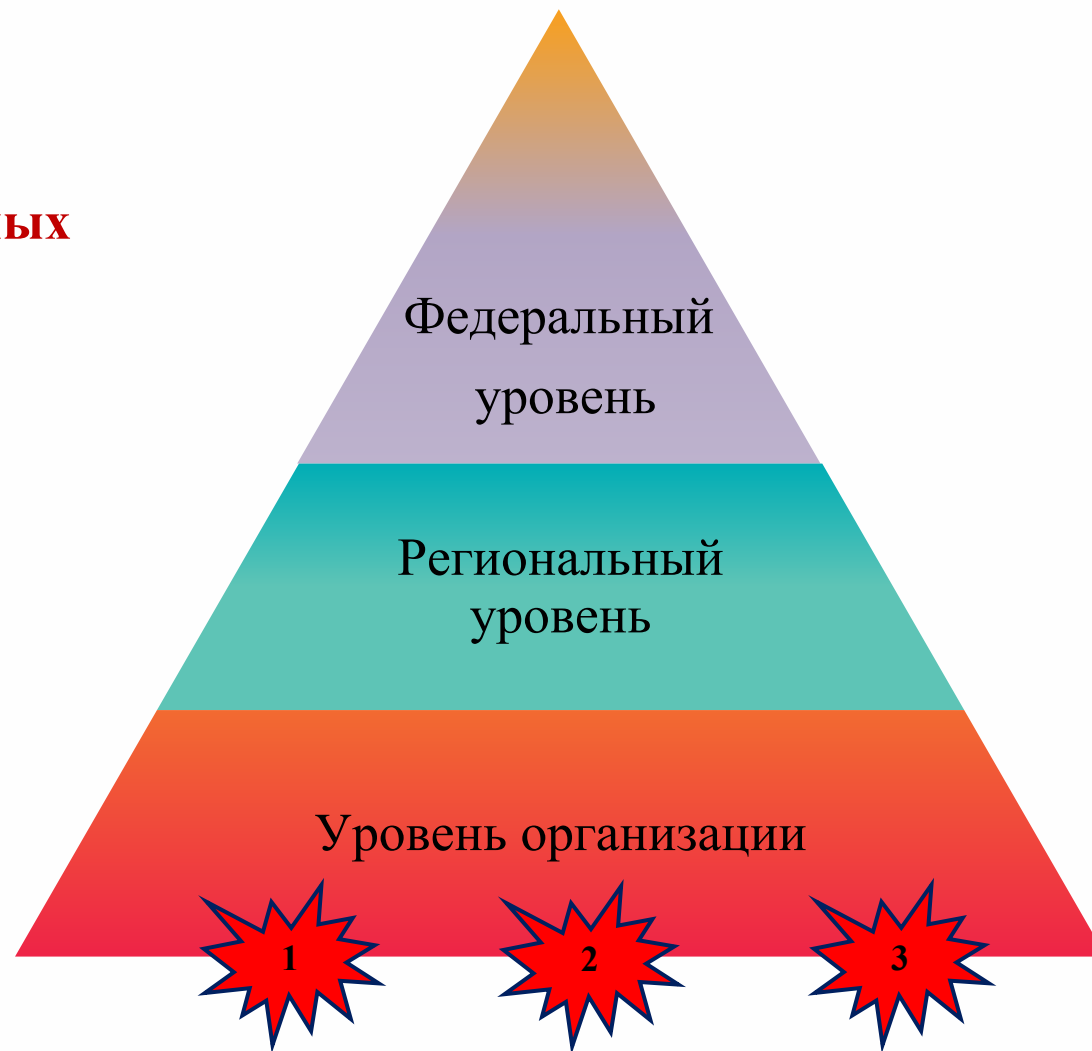 ых
Федеральный
уровень
Региональный
уровень
Уровень организации
1 2 3